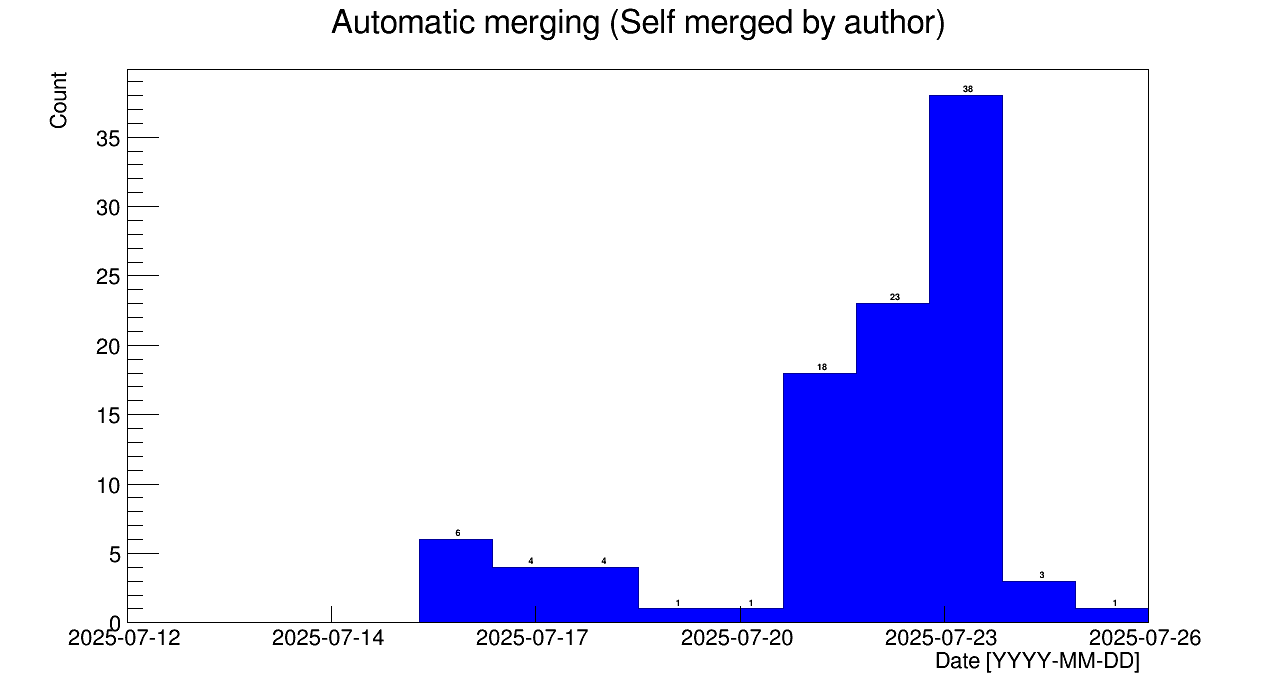 Automatic merging (Self merged by author)
Count
38
35
30
25
23
20
18
15
10
6
5
4 4
3
1 1 1
0
2025-07-12 2025-07-14 2025-07-17 2025-07-20 2025-07-23 2025-07-26
Date [YYYY-MM-DD]